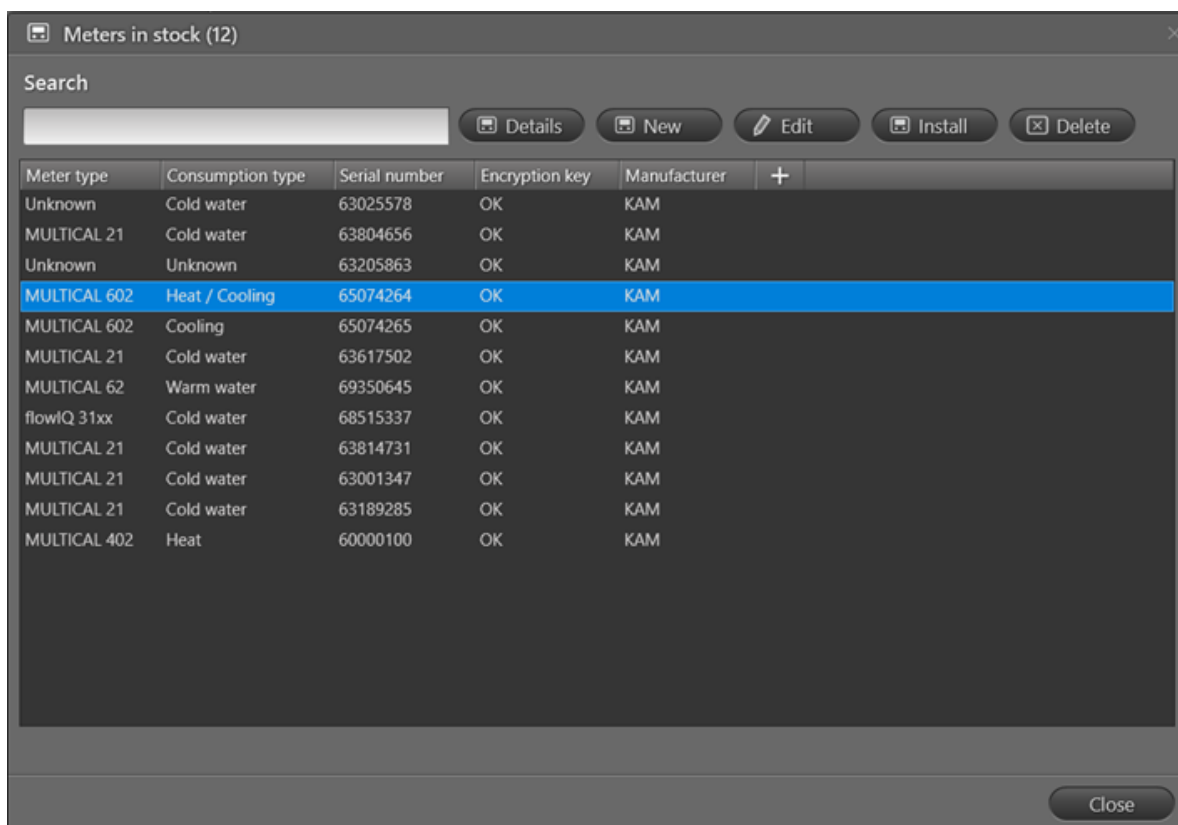 Meters in stock (12)
Search
Details New Edit Install Delete
Meter type Consumption type Serial number Encryption key Manufacturer +
Unknown Cold water 63025578 OK KAM
MULTICAL 21 Cold water 63804656 OK KAM
Unknown Unknown 63205863 OK KAM
MULTICAL 602 Heat / Cooling 65074264 OK KAM
MULTICAL 602 Cooling 65074265 OK KAM
MULTICAL 21 Cold water 63617502 OK KAM
MULTICAL 62 Warm water 69350645 OK KAM
flowIQ 31xx Cold water 68515337 OK KAM
MULTICAL 21 Cold water 63814731 OK KAM
MULTICAL 21 Cold water 63001347 OK KAM
MULTICAL 21 Cold water 63189285 OK KAM
MULTICAL 402 Heat 60000100 OK KAM
Close